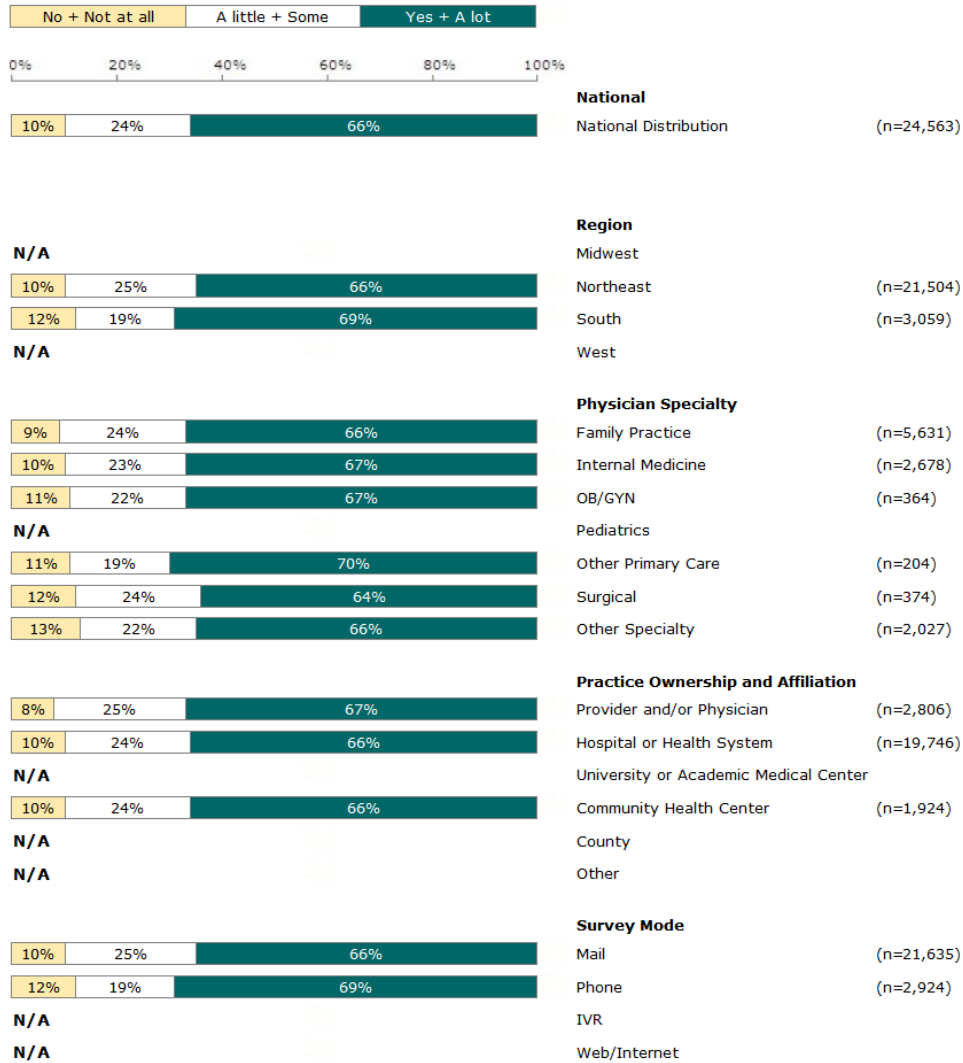 No + Not at all A little + Some Yes + A lot
0% 20% 40% 60% 80% 100%
National
10% 24% 66% National Distribution (n=24,563)
Region
N/A Midwest
10% 25% 66% Northeast (n=21,504)
12% 19% 69% South (n=3,059)
N/A West
Physician Specialty
9% 24% 66% Family Practice (n=5,631)
10% 23% 67% Internal Medicine (n=2,678)
11% 22% 67% OB/GYN (n=364)
N/A Pediatrics
11% 19% 70% Other Primary Care (n=204)
12% 24% 64% Surgical (n=374)
13% 22% 66% Other Specialty (n=2,027)
Practice Ownership and Affiliation
8% 25% 67% Provider and/or Physician (n=2,806)
10% 24% 66% Hospital or Health System (n=19,746)
N/A University or Academic Medical Center
10% 24% 66% Community Health Center (n=1,924)
N/A County
N/A Other
Survey Mode
10% 25% 66% Mail (n=21,635)
12% 19% 69% Phone (n=2,924)
N/A IVR
N/A Web/Internet